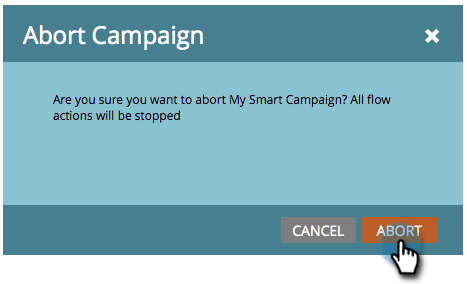 Abort Campaign
Are you sure you want to abort My Smart Campaign? All flow
actions will be stopped
CANCEL
ABORT